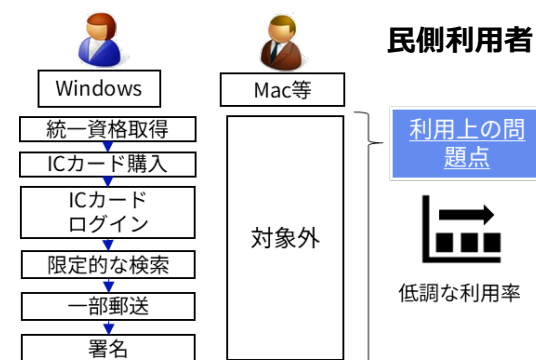 民側利用者
Windows
Mac等
統一資格取得
ICカード購入
ICカード
ログイン
限定的な検索
一部郵送
署名
対象外
利用上の問
題点
低調な利用率